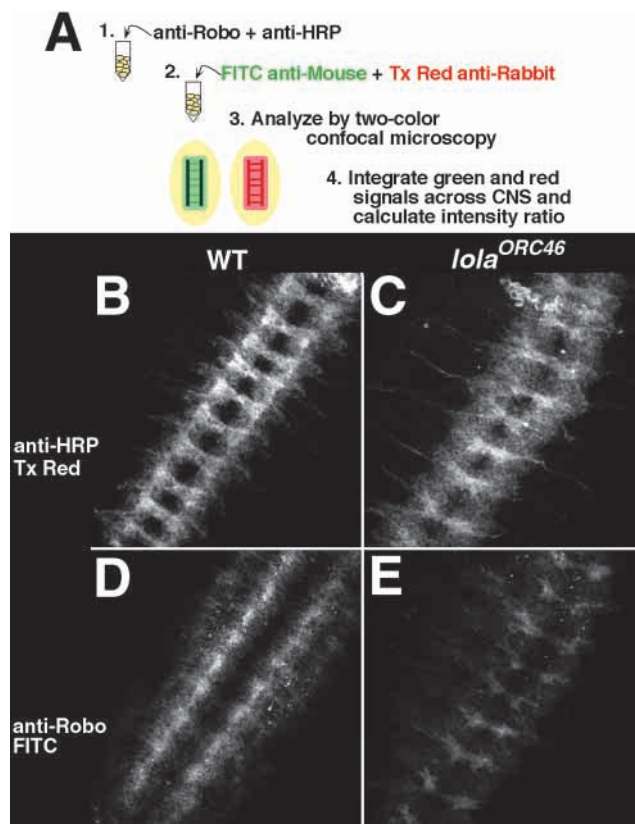 A
1. anti-Robo + anti-HRP
2. FITC anti-Mouse + Tx Red anti-Rabbit
3. Analyze by two-color
confocal microscopy
4. Integrate green and red
signals across CNS and
calculate intensity ratio
WT
lola^ORC46
B
C
anti-HRP
Tx Red
D
E
anti-Robo
FITC